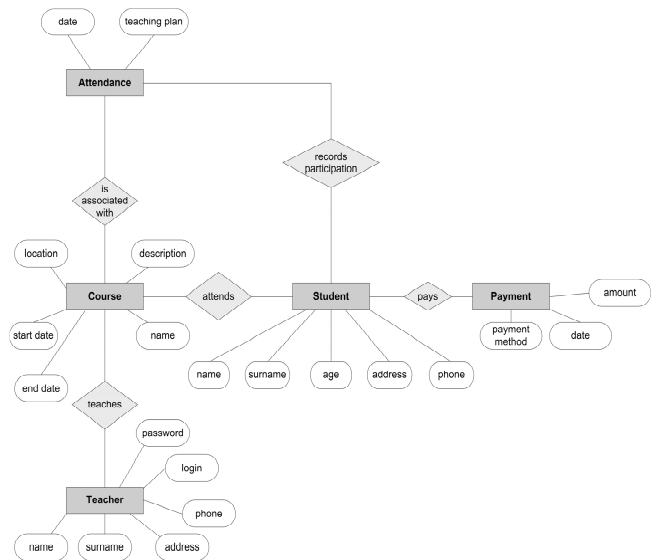 date
teaching plan
Attendance
records
participation
is
associated
with
location
description
Course
attends
Student
pays
Payment
amount
start date
name
payment
method
date
end date
name
surname
age
address
phone
teaches
password
login
Teacher
phone
name
surname
address